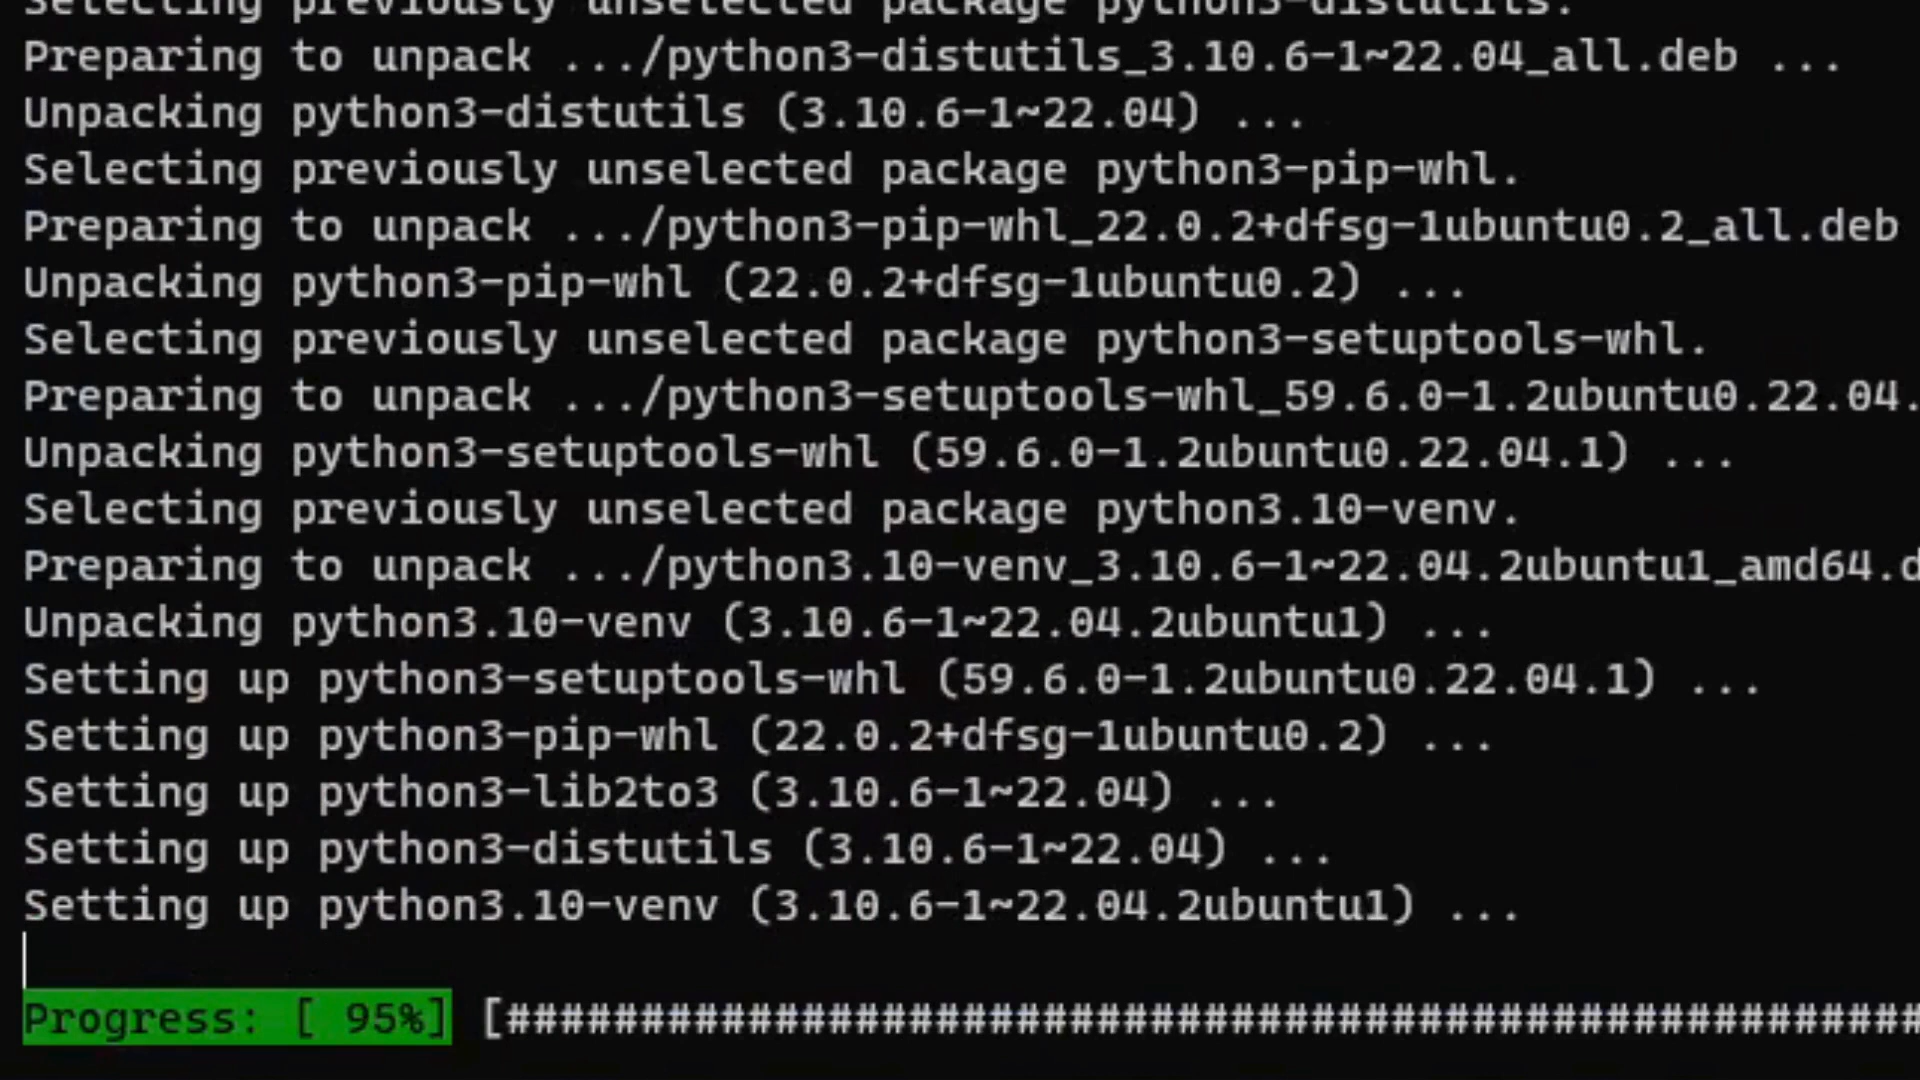 Selecting previously unselected package python3-distutils.
Preparing to unpack .../python3-distutils_3.10.6-1~22.04_all.deb ...
Unpacking python3-distutils (3.10.6-1~22.04) ...
Selecting previously unselected package python3-pip-whl.
Preparing to unpack .../python3-pip-whl_22.0.2+dfsg-1ubuntu0.2_all.deb
Unpacking python3-pip-whl (22.0.2+dfsg-1ubuntu0.2) ...
Selecting previously unselected package python3-setuptools-whl.
Preparing to unpack .../python3-setuptools-whl_59.6.0-1.2ubuntu0.22.04.
Unpacking python3-setuptools-whl (59.6.0-1.2ubuntu0.22.04.1) ...
Selecting previously unselected package python3.10-venv.
Preparing to unpack .../python3.10-venv_3.10.6-1~22.04.2ubuntu1_amd64.d
Unpacking python3.10-venv (3.10.6-1~22.04.2ubuntu1) ...
Setting up python3-setuptools-whl (59.6.0-1.2ubuntu0.22.04.1) ...
Setting up python3-pip-whl (22.0.2+dfsg-1ubuntu0.2) ...
Setting up python3-lib2to3 (3.10.6-1~22.04) ...
Setting up python3-distutils (3.10.6-1~22.04) ...
Setting up python3.10-venv (3.10.6-1~22.04.2ubuntu1) ...
Progress: [ 95%] [#####################################################